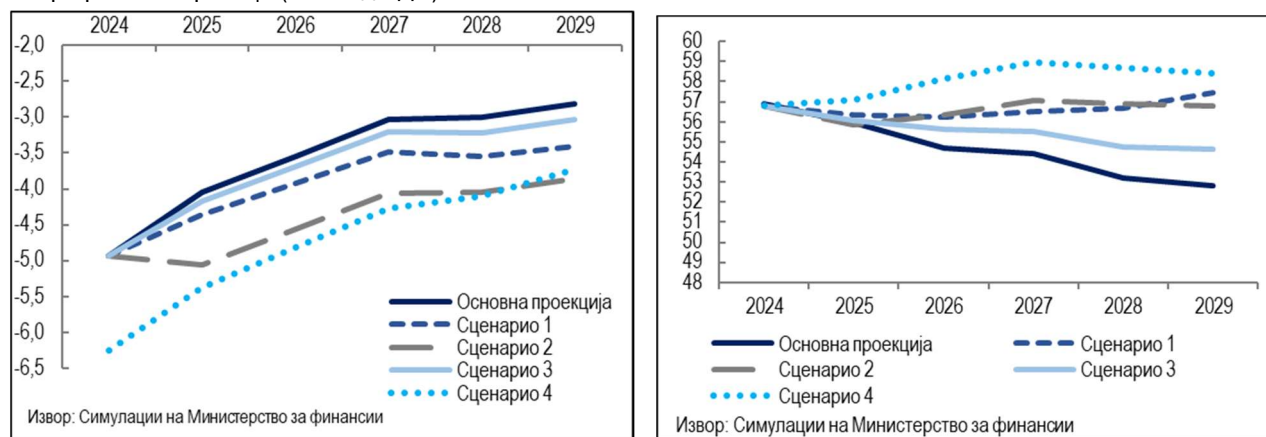 2024 2025 2026 2027 2028 2029
-2,0
-2,5
-3,0
-3,5
-4,0
-4,5
-5,0
-5,5
-6,0
-6,5
Основна проекција
Сценарио 1
Сценарио 2
Сценарио 3
Сценарио 4
Извор: Симулации на Министерство за финансии
60
59
58
57
56
55
54
53
52
51
50
49
48
2024 2025 2026 2027 2028 2029
Основна проекција Сценарио 1
Сценарио 2 Сценарио 3
Сценарио 4
Извор: Симулации на Министерство за финансии